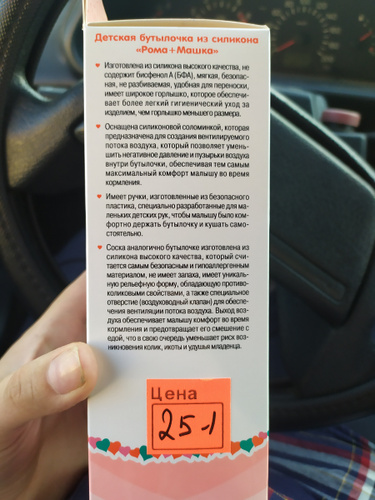 Детская бутылочка из силикона
«Рома+Машка»
Изготовлена из силикона высокого качества, не
содержит бисфенол А (БФА), мягкая, безопас-
ная, не разбиваемая, удобная для переноски,
имеет широкое горлышко, которое обеспечи-
вает более легкий гигиенический уход за
изделием, чем горлышко меньшего размера.
Оснащена силиконовой соломинкой, которая
предназначена для создания вентилируемого
потока воздуха, который позволяет умень-
шить негативное давление и пузырьки воздуха
внутри бутылочки, обеспечивая тем самым
максимальный комфорт малышу во время
кормления.
Имеет ручки, изготовленные из безопасного
пластика, специально разработанные для ма-
леньких детских рук, чтобы малышу было ком-
фортно держать бутылочку и кушать само-
стоятельно.
Соска аналогично бутылочке изготовлена из
силикона высокого качества, который счи-
тается самым безопасным и гипоаллергенным
материалом, не имеет запаха, имеет уникаль-
ную рельефную форму, обладающую противо-
коликовыми свойствами, а также специальное
отверстие (воздуховодный клапан) для обеспе-
чения вентиляции потока воздуха. Выход воз-
духа обеспечивает малышу комфорт во время
кормления и предотвращает его смешение с
едой, что в свою очередь уменьшает риск воз-
никновения колик, икоты и удушья младенца.
Цена
25-1